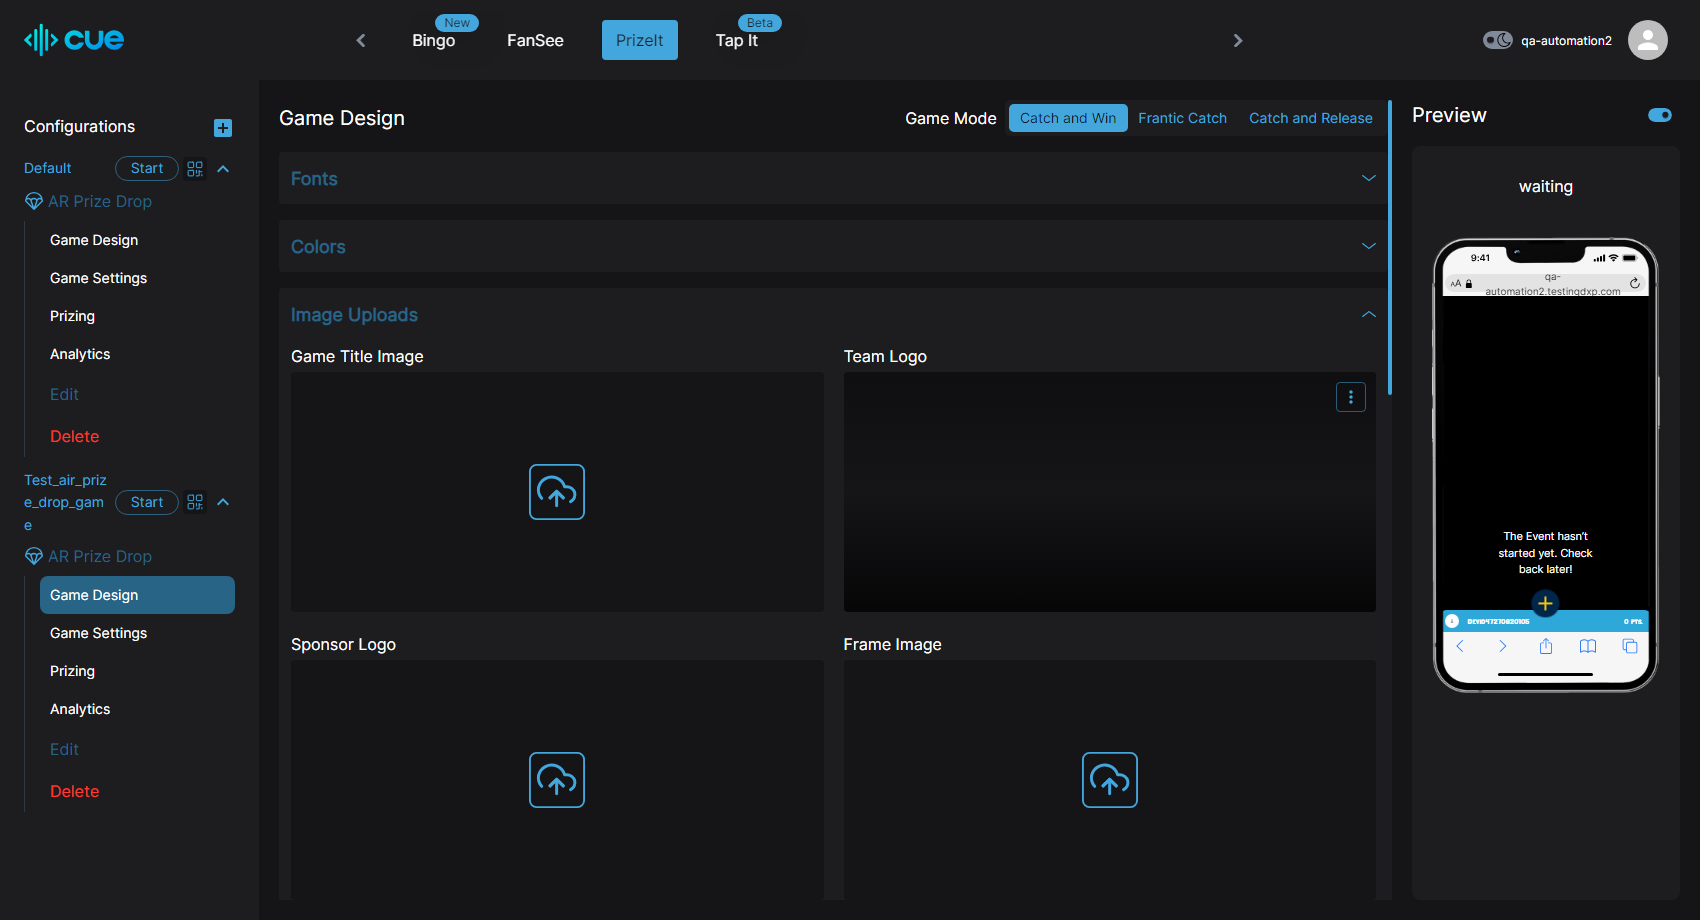 cue
New
Bingo
FanSee
PrizeIt
Beta
Tap It
qa-automation2
Configurations
Default
Start
AR Prize Drop
Game Design
Game Settings
Prizing
Analytics
Edit
Delete
Test_air_priz
e_drop_gam
e
Start
AR Prize Drop
Game Design
Game Settings
Prizing
Analytics
Edit
Delete
Game Design
Game Mode
Catch and Win
Frantic Catch
Catch and Release
Fonts
Colors
Image Uploads
Game Title Image
Team Logo
Sponsor Logo
Frame Image
Preview
waiting
9:41
AA
qa-
automation2.testingdxp.com
The Event hasn't
started yet. Check
back later!
0 PTS.